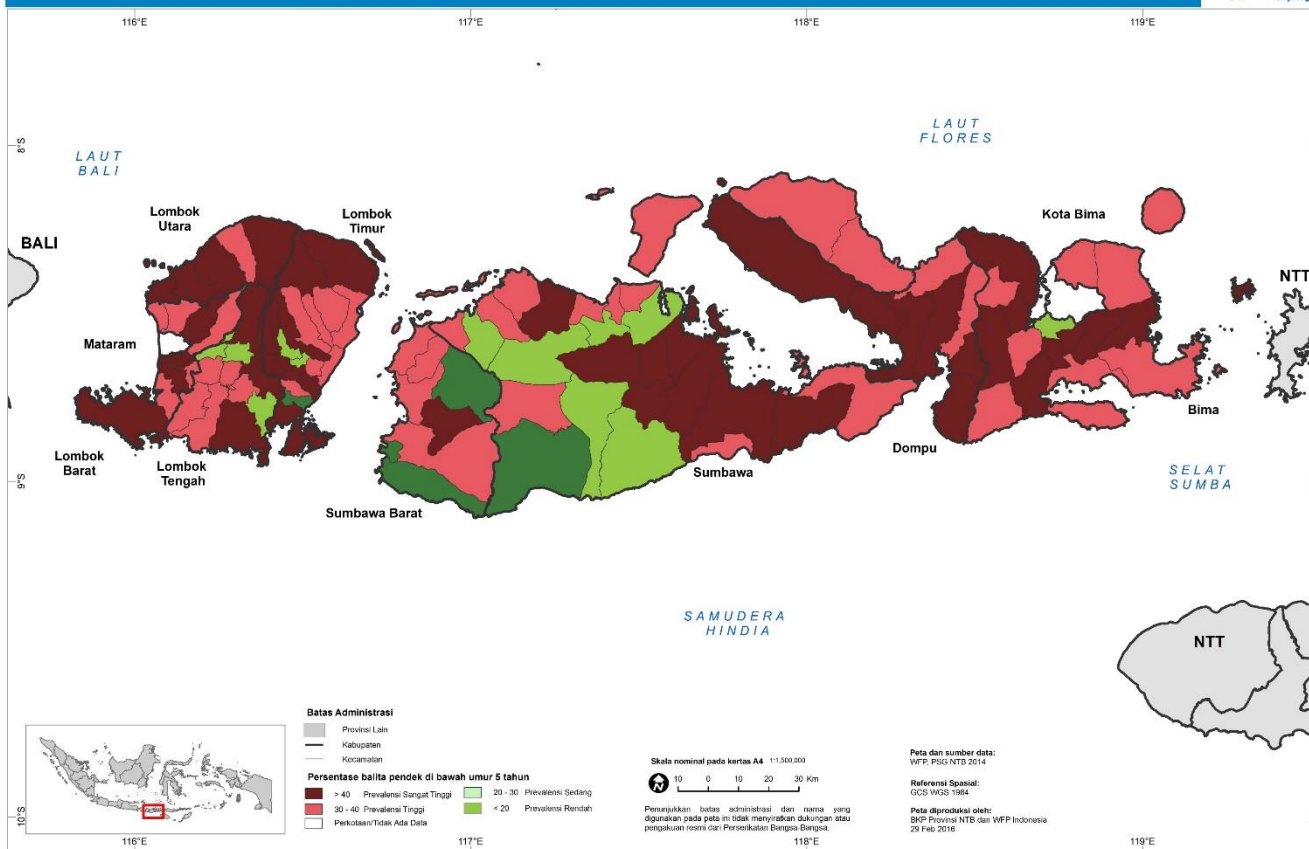 116°E
117°E
118°E
119°E
8°S
LAUT
BALI
LAUT
FLORES
Lombok
Utara
Lombok
Timur
Kota Bima
BALI
NTT
Mataram
Bima
Lombok
Barat
Lombok
Tengah
Dompu
Sumbawa
9°S
SELAT
SUMBA
Sumbawa Barat
SAMUDERA
HINDIA
NTT
Batas Administrasi
Provinsi Lain
Kabupaten
Kecamatan
Persentase balita pendek di bawah umur 5 tahun
> 40 Prevalensi Sangat Tinggi
20 - 30 Prevalensi Sedang
30 - 40 Prevalensi Tinggi
< 20 Prevalensi Rendah
Perkotaan/Tidak Ada Data
Skala nominal pada kertas A4 1:1,500,000
10 0 10 20 30 Km
Penunjukkan batas administrasi dan nama yang
digunakan pada peta ini tidak menyiratkan dukungan atau
pengakuan resmi dari Perserikatan Bangsa-Bangsa.
Peta dan sumber data:
WFP, PSG NTB 2014
Referensi Spasial:
GCS WGS 1984
Peta diproduksi oleh:
BKP Provinsi NTB dan WFP Indonesia
29 Feb 2016
10°S
116°E
117°E
118°E
119°E